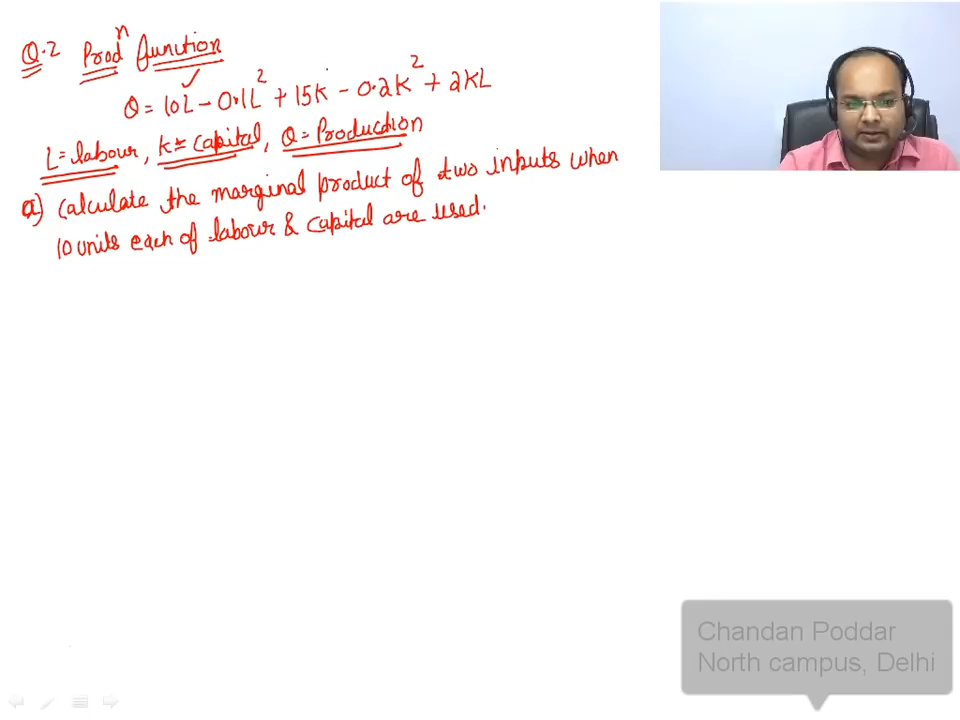 Q.2 Prodⁿ function
Q = 10L - 0.1L² + 15K - 0.2K² + 2KL
L = labour, K = Capital, Q = Production
a) Calculate the marginal product of two inputs when
10 units each of labour & capital are used.
Chandan Poddar
North campus, Delhi